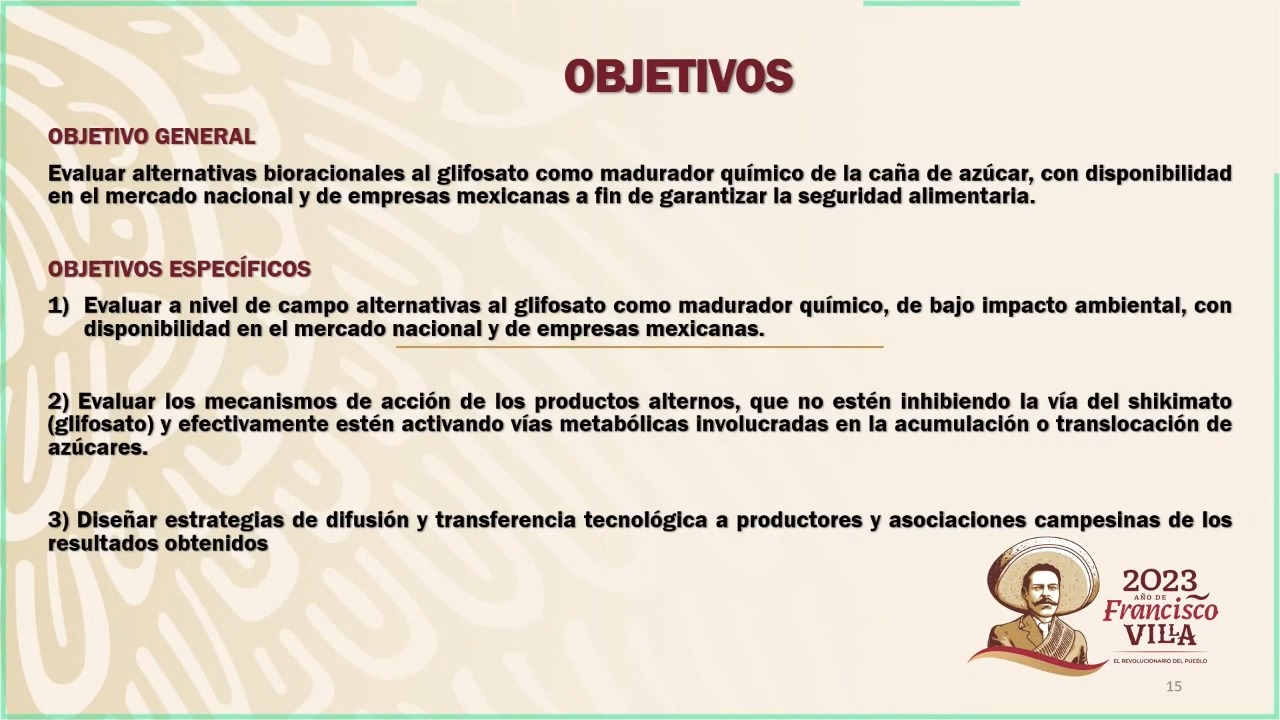 OBJETIVOS
OBJETIVO GENERAL
Evaluar alternativas bioracionales al glifosato como madurador químico de la caña de azúcar, con disponibilidad
en el mercado nacional y de empresas mexicanas a fin de garantizar la seguridad alimentaria.
OBJETIVOS ESPECÍFICOS
1) Evaluar a nivel de campo alternativas al glifosato como madurador químico, de bajo impacto ambiental, con
disponibilidad en el mercado nacional y de empresas mexicanas.
2) Evaluar los mecanismos de acción de los productos alternos, que no estén inhibiendo la vía del shikimato
(glifosato) y efectivamente estén activando vías metabólicas involucradas en la acumulación o translocación de
azúcares.
3) Diseñar estrategias de difusión y transferencia tecnológica a productores y asociaciones campesinas de los
resultados obtenidos
2023
AÑO DE
Francisco
VILLA
EL REVOLUCIONARIO DEL PUEBLO
15